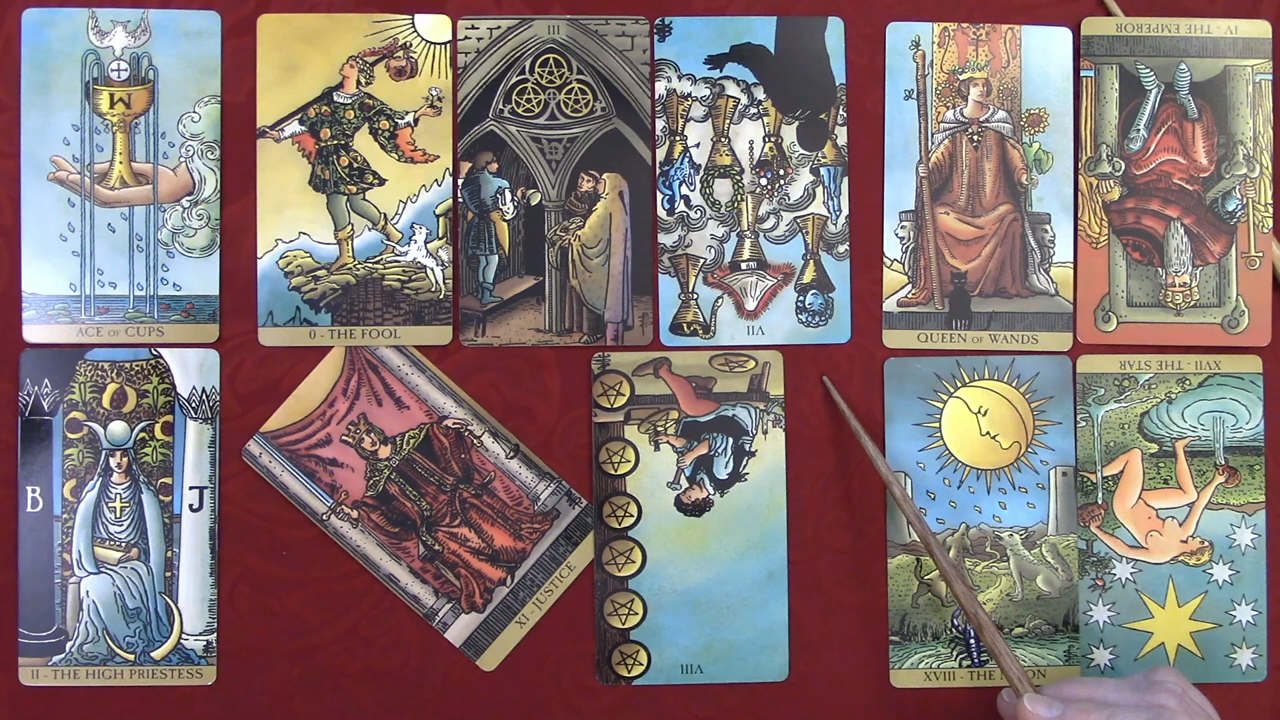 IV - THE EMPEROR
III
ACE OF CUPS
0 - THE FOOL
VII
QUEEN OF WANDS
XVII - THE STAR
B
J
XI - JUSTICE
II - THE HIGH PRIESTESS
VIII
XVIII - THE MOON